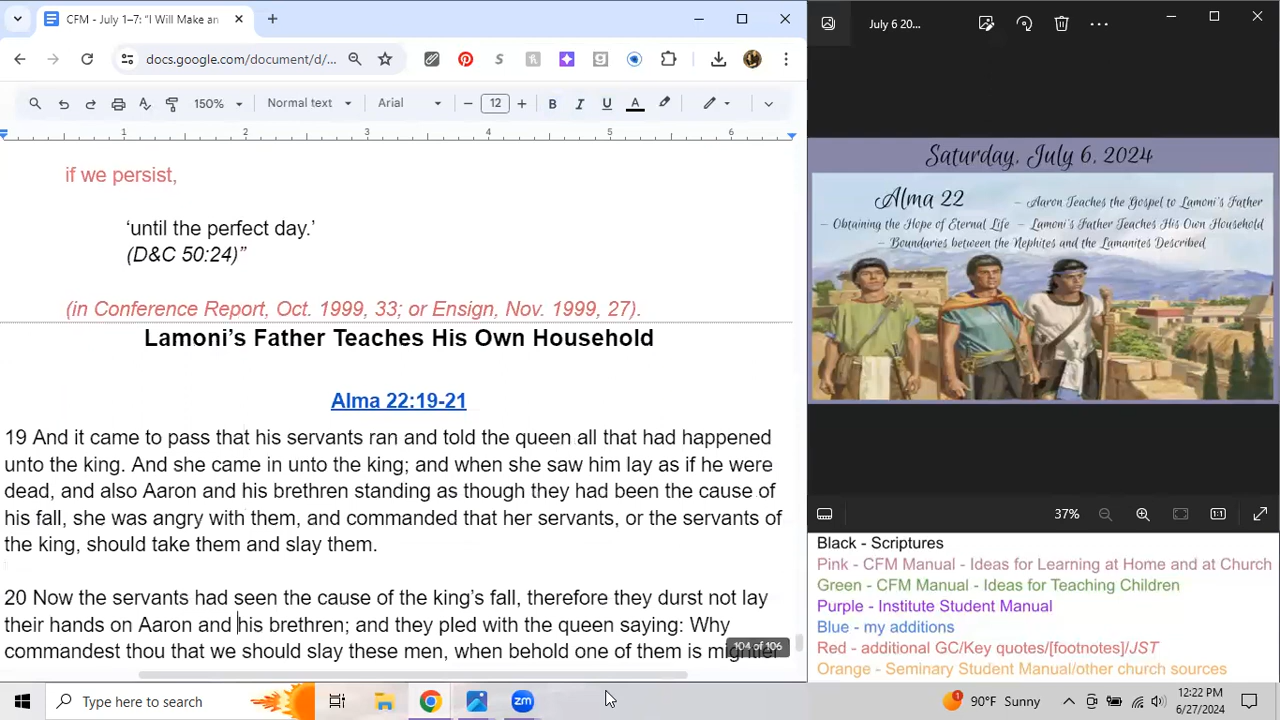 CFM - July 1–7: "I Will Make an
docs.google.com/document/d/...
150%
Normal text
Arial
12
1 2 3 4 5 6
if we persist,
‘until the perfect day.’
(D&C 50:24)”
(in Conference Report, Oct. 1999, 33; or Ensign, Nov. 1999, 27).
Lamoni’s Father Teaches His Own Household
Alma 22:19-21
19 And it came to pass that his servants ran and told the queen all that had happened
unto the king. And she came in unto the king; and when she saw him lay as if he were
dead, and also Aaron and his brethren standing as though they had been the cause of
his fall, she was angry with them, and commanded that her servants, or the servants of
the king, should take them and slay them.
20 Now the servants had seen the cause of the king’s fall, therefore they durst not lay
their hands on Aaron and his brethren; and they pled with the queen saying: Why
commandest thou that we should slay these men, when behold one of them is mightier
104 of 106
July 6 20...
Saturday, July 6, 2024
Alma 22
– Aaron Teaches the Gospel to Lamoni's Father
– Obtaining the Hope of Eternal Life – Lamoni's Father Teaches His Own Household
– Boundaries between the Nephites and the Lamanites Described
37%
Black - Scriptures
Pink - CFM Manual - Ideas for Learning at Home and at Church
Green - CFM Manual - Ideas for Teaching Children
Purple - Institute Student Manual
Blue - my additions
Red - additional GC/Key quotes/[footnotes]/JST
Orange - Seminary Student Manual/other church sources
Type here to search
zm
1
90°F Sunny
12:22 PM
6/27/2024